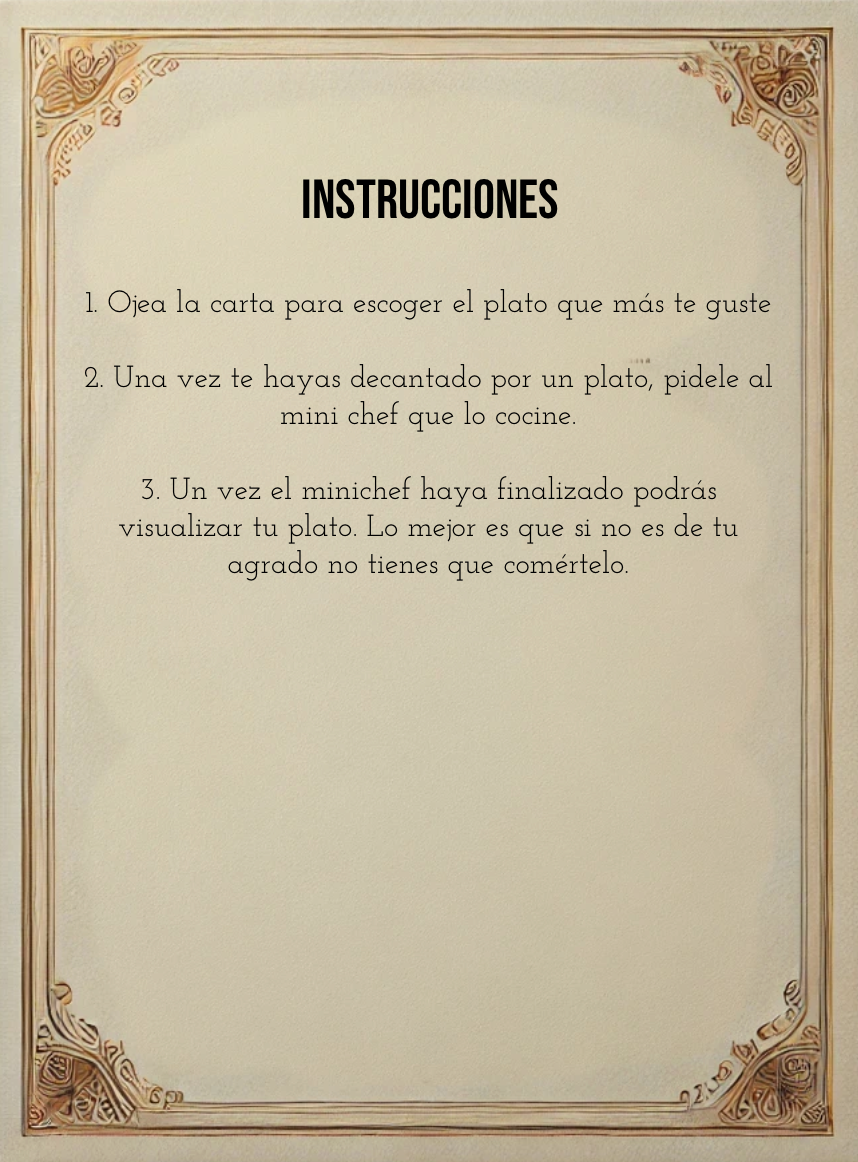 INSTRUCCIONES
1. Ojea la carta para escoger el plato que más te guste
2. Una vez te hayas decantado por un plato, pidele al
mini chef que lo cocine.
3. Un vez el minichef haya finalizado podrás
visualizar tu plato. Lo mejor es que si no es de tu
agrado no tienes que comértelo.